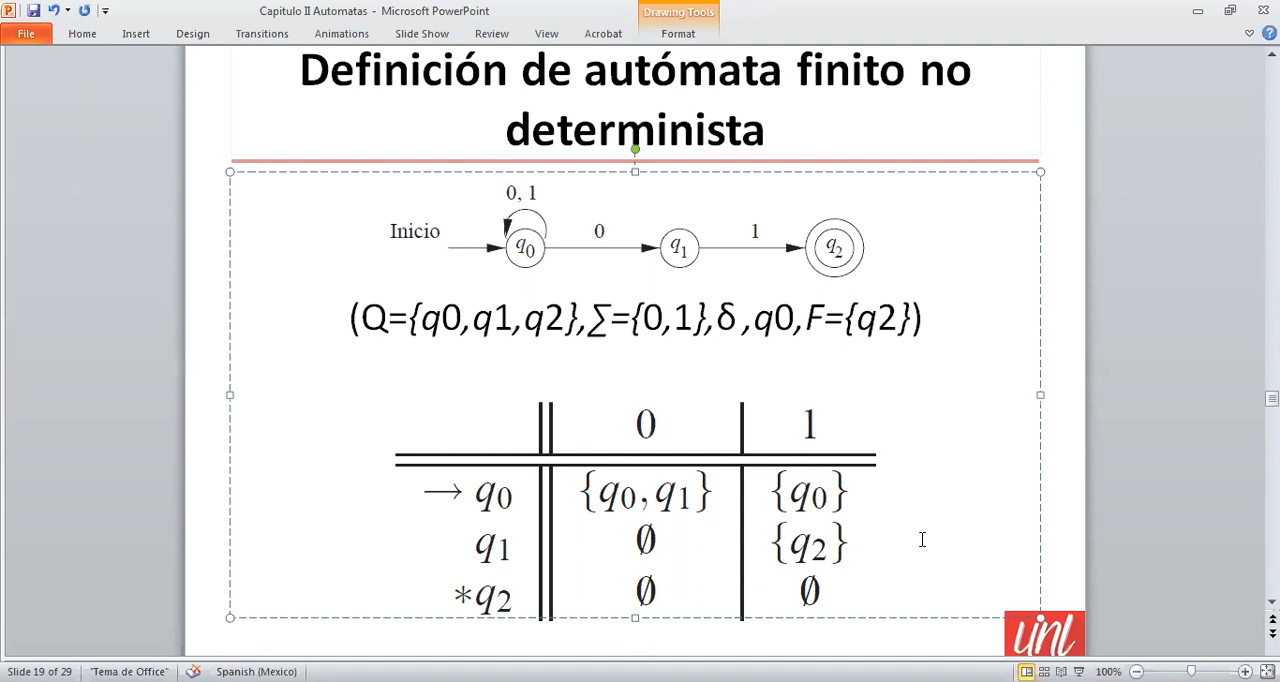 Capitulo II Automatas - Microsoft PowerPoint
Drawing Tools
File Home Insert Design Transitions Animations Slide Show Review View Acrobat Format
Definición de autómata finito no
determinista
0, 1
Inicio q0 0 q1 1 q2
(Q={q0,q1,q2},∑={0,1},δ ,q0,F={q2})
0 1
→ q0 {q0, q1} {q0}
q1 ∅ {q2}
*q2 ∅ ∅
unl
Slide 19 of 29 "Tema de Office" Spanish (Mexico) 100%